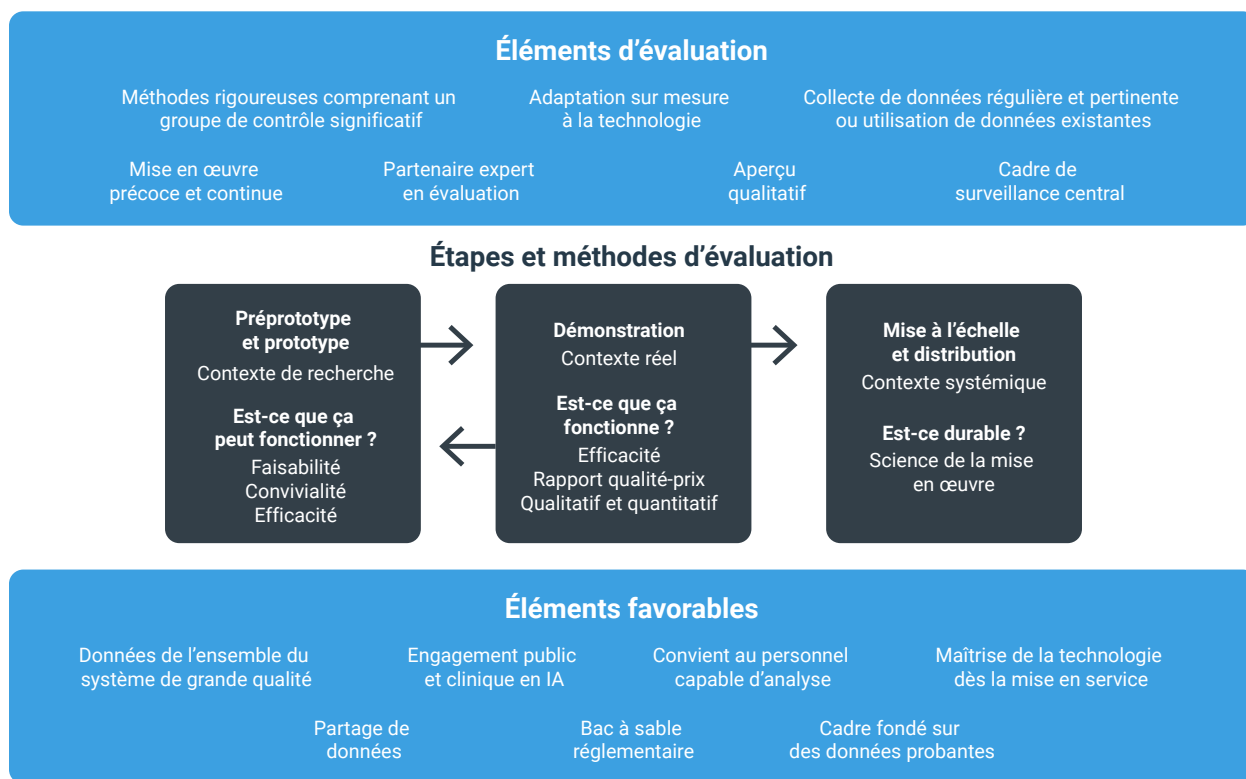 Éléments d’évaluation
Méthodes rigoureuses comprenant un
groupe de contrôle significatif
Adaptation sur mesure
à la technologie
Collecte de données régulière et pertinente
ou utilisation de données existantes
Mise en œuvre
précoce et continue
Partenaire expert
en évaluation
Aperçu
qualitatif
Cadre de
surveillance central
Étapes et méthodes d’évaluation
Préprototype
et prototype
Contexte de recherche
Est-ce que ça
peut fonctionner ?
Faisabilité
Convivialité
Efficacité
Démonstration
Contexte réel
Est-ce que ça
fonctionne ?
Efficacité
Rapport qualité-prix
Qualitatif et quantitatif
Mise à l’échelle
et distribution
Contexte systémique
Est-ce durable ?
Science de la mise
en œuvre
Éléments favorables
Données de l’ensemble du
système de grande qualité
Engagement public
et clinique en IA
Convient au personnel
capable d’analyse
Maîtrise de la technologie
dès la mise en service
Partage de
données
Bac à sable
réglementaire
Cadre fondé sur
des données probantes